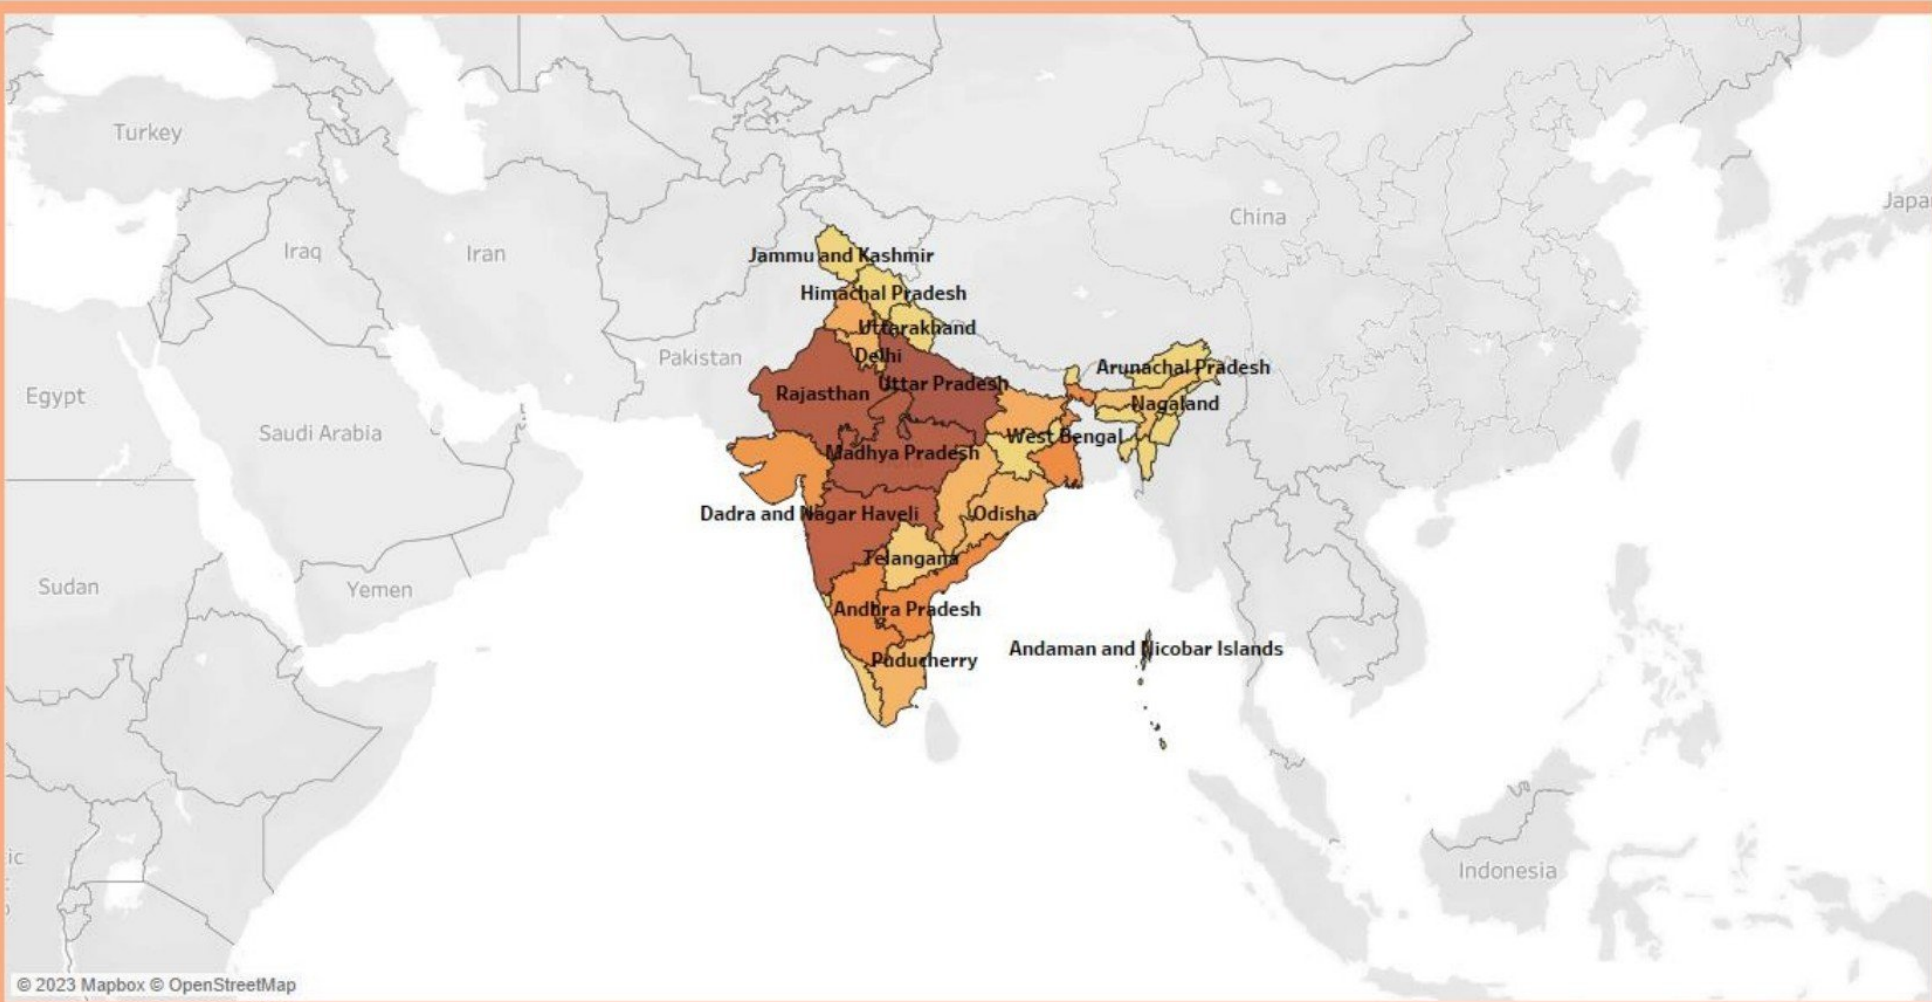 Turkey
China
Japa
Iraq
Iran
Jammu and Kashmir
Himachal Pradesh
Uttarakhand
Pakistan
Delhi
Arunachal Pradesh
Egypt
Rajasthan
Uttar Pradesh
Nagaland
Saudi Arabia
West Bengal
Madhya Pradesh
Dadra and Nagar Haveli
Odisha
Telangana
Sudan
Yemen
Andhra Pradesh
Andaman and Nicobar Islands
Puducherry
ic
Indonesia
© 2023 Mapbox © OpenStreetMap